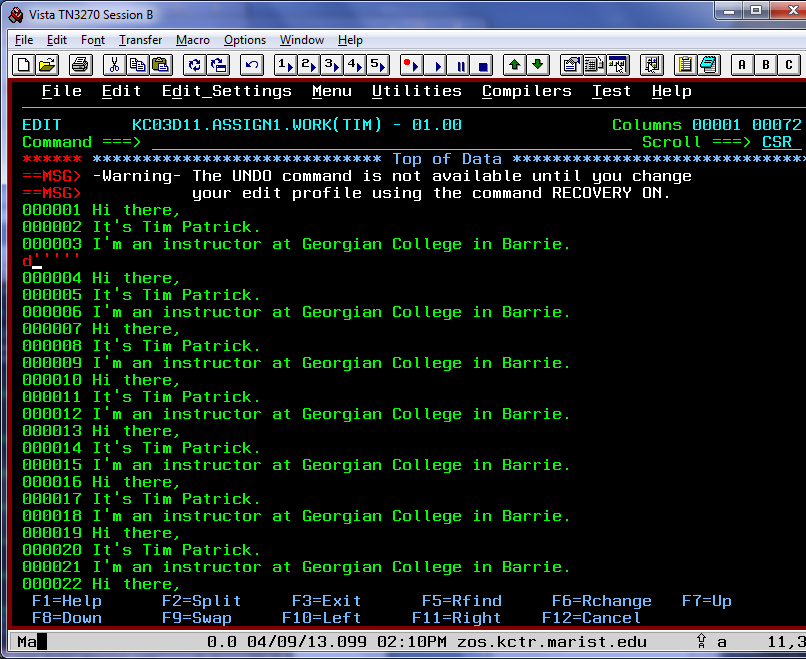 Vista TN3270 Session B
File Edit Font Transfer Macro Options Window Help
1 2 3 4 5 A B C
File Edit Edit_Settings Menu Utilities Compilers Test Help
EDIT KC03D11.ASSIGN1.WORK(TIM) - 01.00 Columns 00001 00072
Command ===> Scroll ===> CSR
****** ***************************** Top of Data ******************************
==MSG> -Warning- The UNDO command is not available until you change
==MSG> your edit profile using the command RECOVERY ON.
000001 Hi there,
000002 It's Tim Patrick.
000003 I'm an instructor at Georgian College in Barrie.
d'''''
000004 Hi there,
000005 It's Tim Patrick.
000006 I'm an instructor at Georgian College in Barrie.
000007 Hi there,
000008 It's Tim Patrick.
000009 I'm an instructor at Georgian College in Barrie.
000010 Hi there,
000011 It's Tim Patrick.
000012 I'm an instructor at Georgian College in Barrie.
000013 Hi there,
000014 It's Tim Patrick.
000015 I'm an instructor at Georgian College in Barrie.
000016 Hi there,
000017 It's Tim Patrick.
000018 I'm an instructor at Georgian College in Barrie.
000019 Hi there,
000020 It's Tim Patrick.
000021 I'm an instructor at Georgian College in Barrie.
000022 Hi there,
F1=Help F2=Split F3=Exit F5=Rfind F6=Rchange F7=Up
F8=Down F9=Swap F10=Left F11=Right F12=Cancel
Ma 0.0 04/09/13.099 02:10PM zos.kctr.marist.edu a 11,3